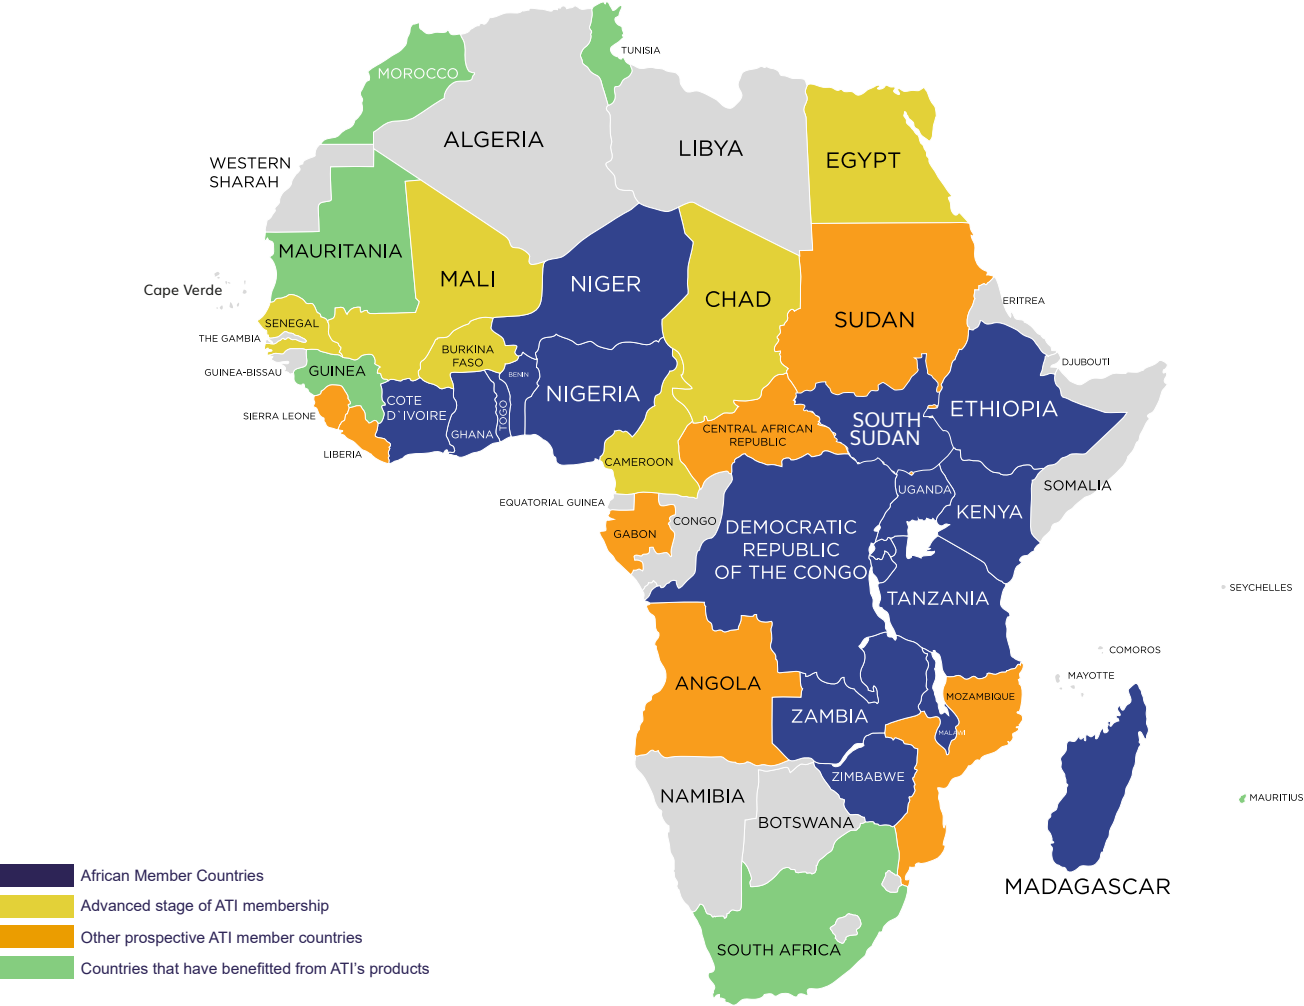 TUNISIA
MOROCCO
ALGERIA
LIBYA
EGYPT
WESTERN
SHARAH
MAURITANIA
MALI
NIGER
CHAD
SUDAN
ERITREA
Cape Verde
SENEGAL
THE GAMBIA
BURKINA
FASO
DJUBOUTI
GUINEA-BISSAU
GUINEA
BENIN
NIGERIA
COTE
D`IVOIRE
TOGO
GHANA
SIERRA LEONE
LIBERIA
CENTRAL AFRICAN
REPUBLIC
SOUTH
SUDAN
ETHIOPIA
CAMEROON
SOMALIA
UGANDA
KENYA
EQUATORIAL GUINEA
GABON
CONGO
DEMOCRATIC
REPUBLIC
OF THE CONGO
TANZANIA
SEYCHELLES
COMOROS
MAYOTTE
ANGOLA
ZAMBIA
MOZAMBIQUE
MALAWI
ZIMBABWE
NAMIBIA
BOTSWANA
MAURITIUS
MADAGASCAR
SOUTH AFRICA
African Member Countries
Advanced stage of ATI membership
Other prospective ATI member countries
Countries that have benefitted from ATI's products